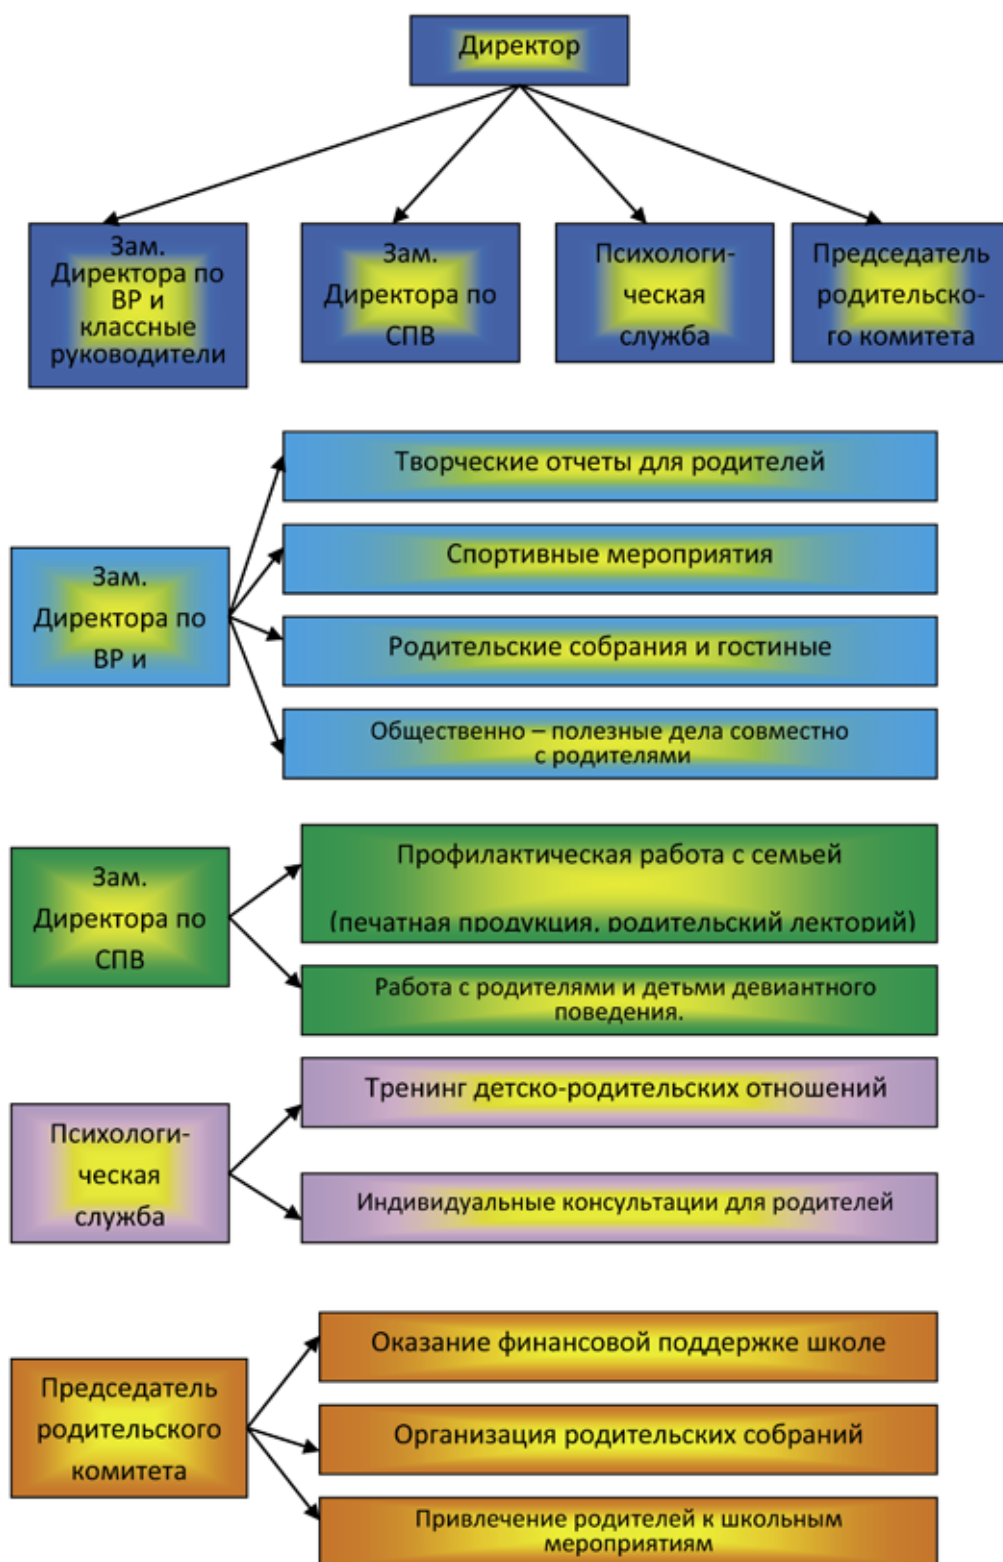 Директор
Зам.
Директора по
ВР и
классные
руководители
Зам.
Директора по
СПВ
Психологи-
ческая
служба
Председатель
родительско-
го комитета
Творческие отчеты для родителей
Спортивные мероприятия
Родительские собрания и гостиные
Общественно – полезные дела совместно
с родителями
Зам.
Директора по
ВР и
Профилактическая работа с семьей
(печатная продукция, родительский лекторий)
Работа с родителями и детьми девиантного
поведения.
Зам.
Директора по
СПВ
Тренинг детско-родительских отношений
Индивидуальные консультации для родителей
Психологи-
ческая
служба
Оказание финансовой поддержке школе
Организация родительских собраний
Привлечение родителей к школьным
мероприятиям
Председатель
родительского
комитета